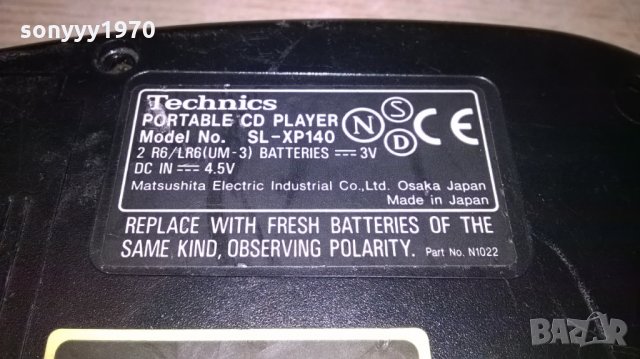 sonyyy1970
Technics
PORTABLE CD PLAYER
Model No. SL-XP140
2 R6/LR6(UM-3) BATTERIES ⎓ 3V
DC IN ⎓ 4.5V
N S D CE
Matsushita Electric Industrial Co.,Ltd. Osaka Japan
Made in Japan
REPLACE WITH FRESH BATTERIES OF THE
SAME KIND, OBSERVING POLARITY. Part No. N1022
BAZAR
bg